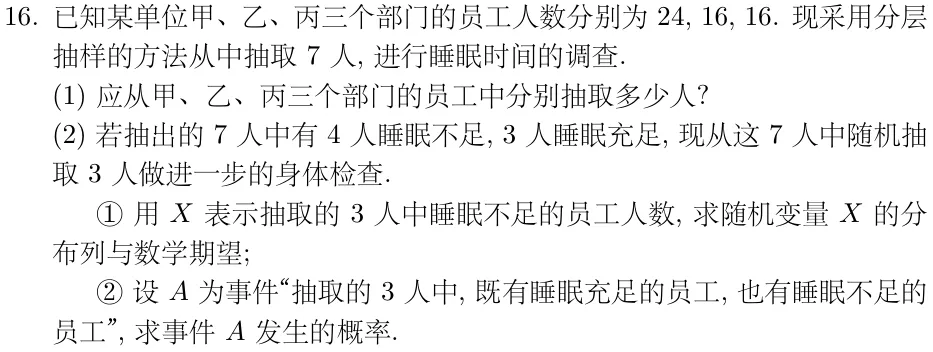 16. 已知某单位甲、乙、丙三个部门的员工人数分别为 24, 16, 16. 现采用分层
抽样的方法从中抽取 7 人, 进行睡眠时间的调查.
(1) 应从甲、乙、丙三个部门的员工中分别抽取多少人?
(2) 若抽出的 7 人中有 4 人睡眠不足, 3 人睡眠充足, 现从这 7 人中随机抽
取 3 人做进一步的身体检查.
① 用 X 表示抽取的 3 人中睡眠不足的员工人数, 求随机变量 X 的分
布列与数学期望;
② 设 A 为事件“抽取的 3 人中, 既有睡眠充足的员工, 也有睡眠不足的
员工”, 求事件 A 发生的概率.